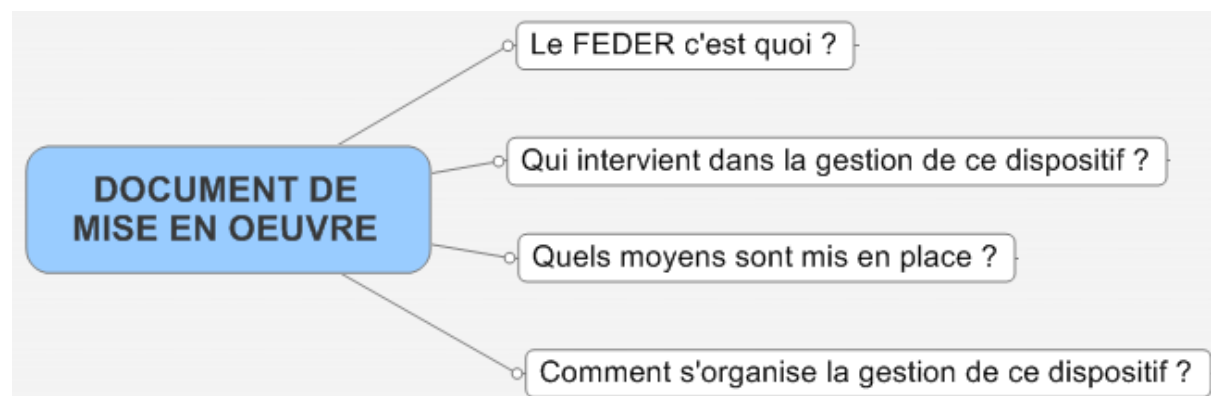 Le FEDER c'est quoi ?
Qui intervient dans la gestion de ce dispositif ?
DOCUMENT DE
MISE EN OEUVRE
Quels moyens sont mis en place ?
Comment s'organise la gestion de ce dispositif ?